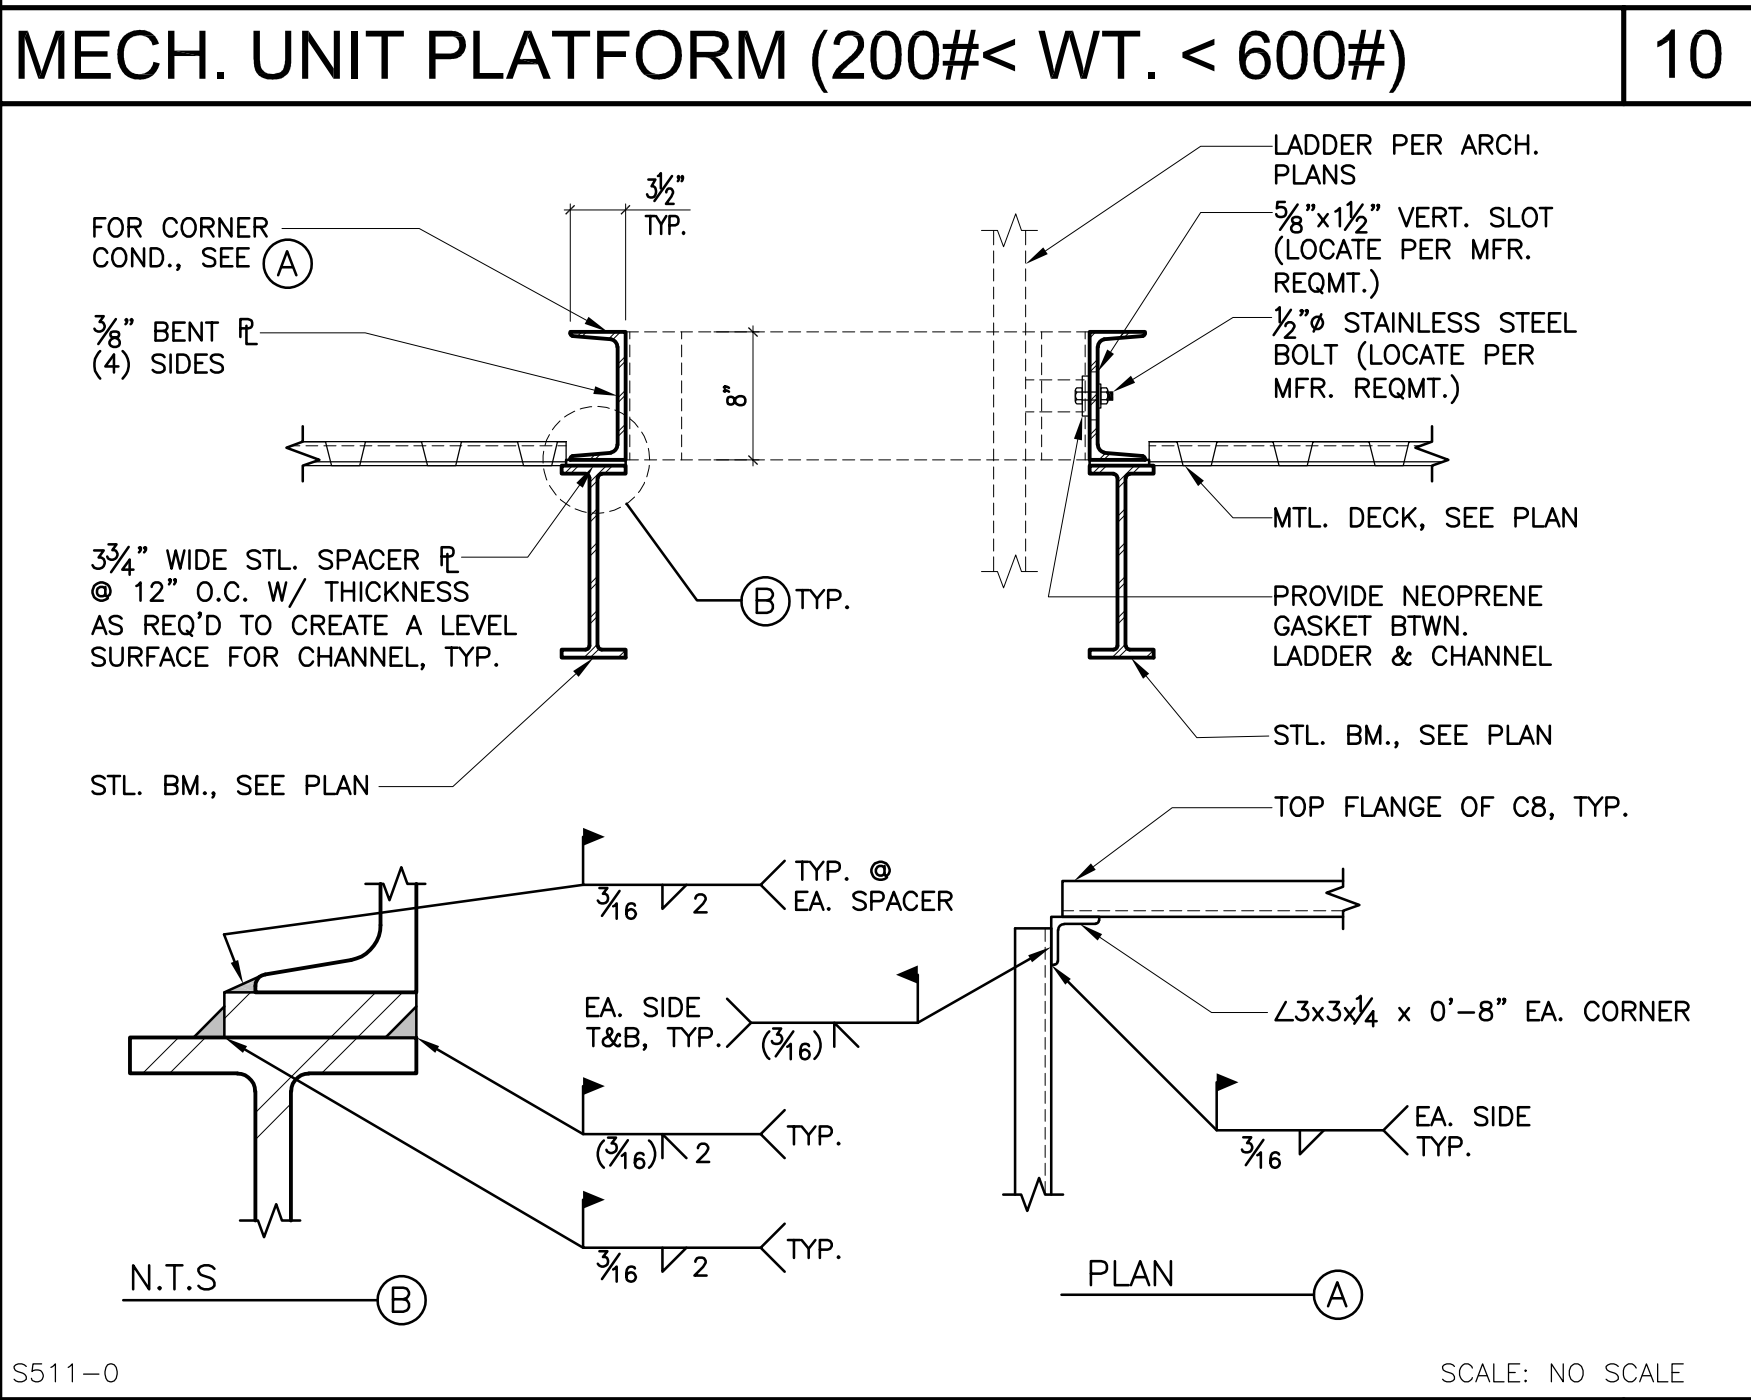 MECH. UNIT PLATFORM (200#< WT. < 600#)
10
3½"
TYP.
FOR CORNER
COND., SEE A
⅜" BENT ℄
(4) SIDES
8"
3¾" WIDE STL. SPACER ℄
@ 12" O.C. W/ THICKNESS
AS REQ'D TO CREATE A LEVEL
SURFACE FOR CHANNEL, TYP.
B TYP.
STL. BM., SEE PLAN
LADDER PER ARCH.
PLANS
⅝"x1½" VERT. SLOT
(LOCATE PER MFR.
REQMT.)
½"ø STAINLESS STEEL
BOLT (LOCATE PER
MFR. REQMT.)
MTL. DECK, SEE PLAN
PROVIDE NEOPRENE
GASKET BTWN.
LADDER & CHANNEL
STL. BM., SEE PLAN
TOP FLANGE OF C8, TYP.
3/16 2
TYP. @
EA. SPACER
EA. SIDE
T&B, TYP.
(3/16)
(3/16) 2
TYP.
3/16 2
TYP.
∠3x3x¼ x 0'-8" EA. CORNER
3/16
EA. SIDE
TYP.
N.T.S
B
PLAN
A
S511-0
SCALE: NO SCALE